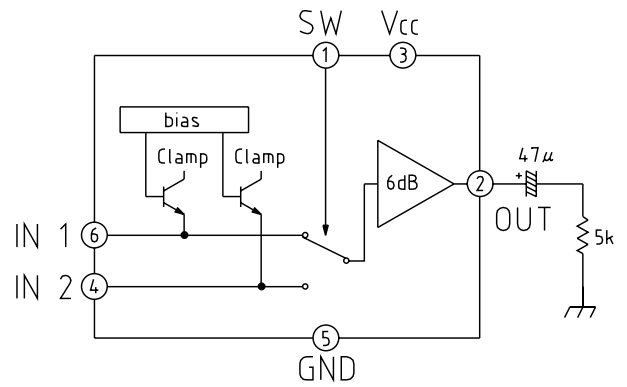 SW Vcc
1 3
bias
Clamp Clamp
47μ
+
6dB
2
OUT
IN 1 6
5k
IN 2 4
5
GND